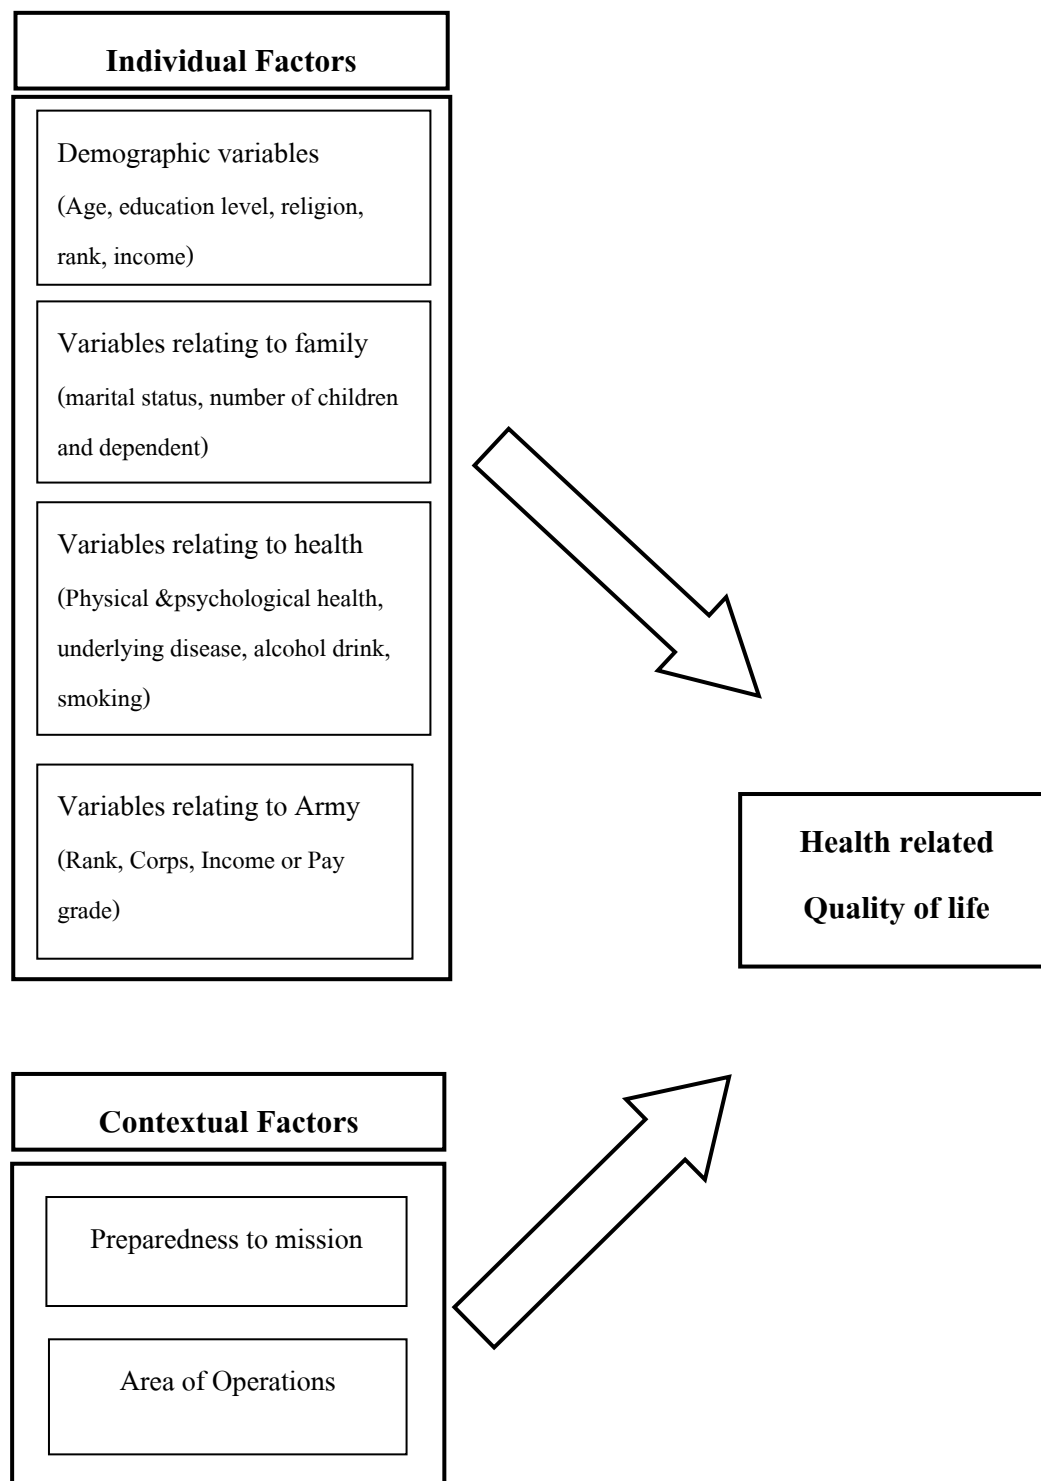 Individual Factors
Demographic variables
(Age, education level, religion,
rank, income)
Variables relating to family
(marital status, number of children
and dependent)
Variables relating to health
(Physical &psychological health,
underlying disease, alcohol drink,
smoking)
Variables relating to Army
(Rank, Corps, Income or Pay
grade)
Health related
Quality of life
Contextual Factors
Preparedness to mission
Area of Operations